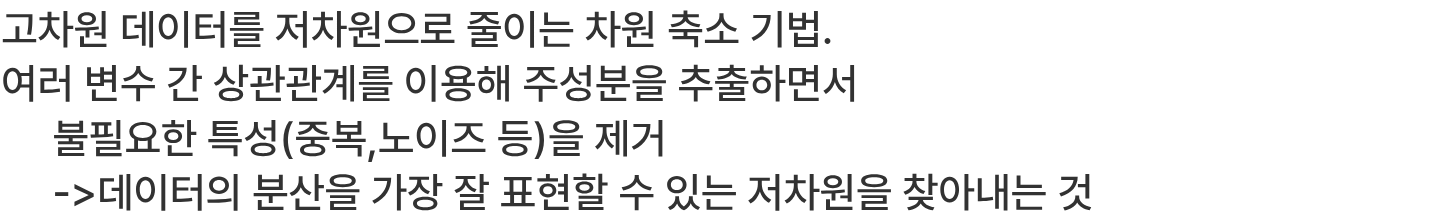 고차원 데이터를 저차원으로 줄이는 차원 축소 기법.
여러 변수 간 상관관계를 이용해 주성분을 추출하면서
불필요한 특성(중복,노이즈 등)을 제거
->데이터의 분산을 가장 잘 표현할 수 있는 저차원을 찾아내는 것